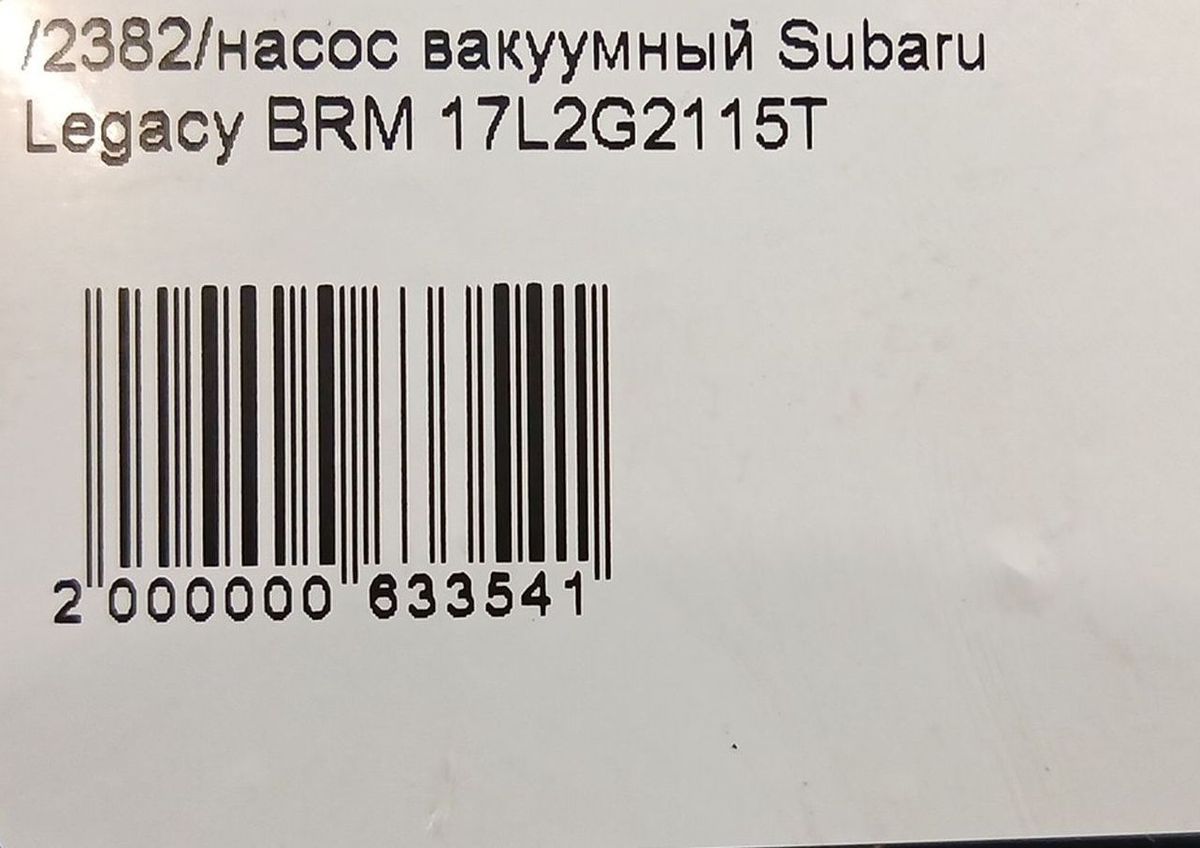 /2382/насос вакуумный Subaru
Legacy BRM 17L2G2115T
2 000000 633541